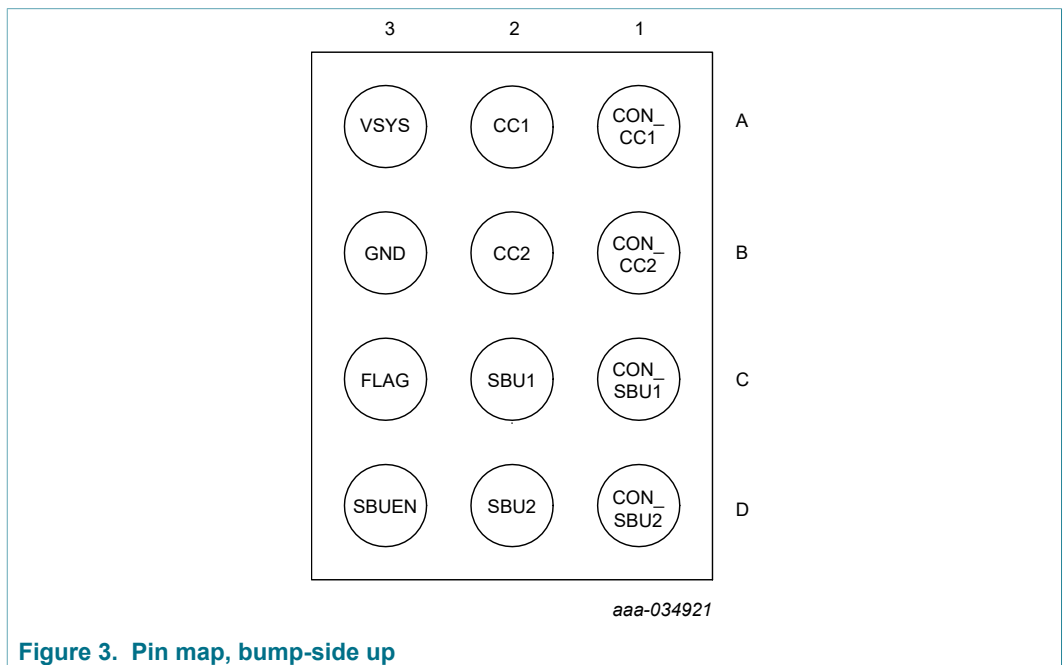 3 2 1
VSYS CC1 CON_
CC1 A
GND CC2 CON_
CC2 B
FLAG SBU1 CON_
SBU1 C
SBUEN SBU2 CON_
SBU2 D
aaa-034921
Figure 3. Pin map, bump-side up